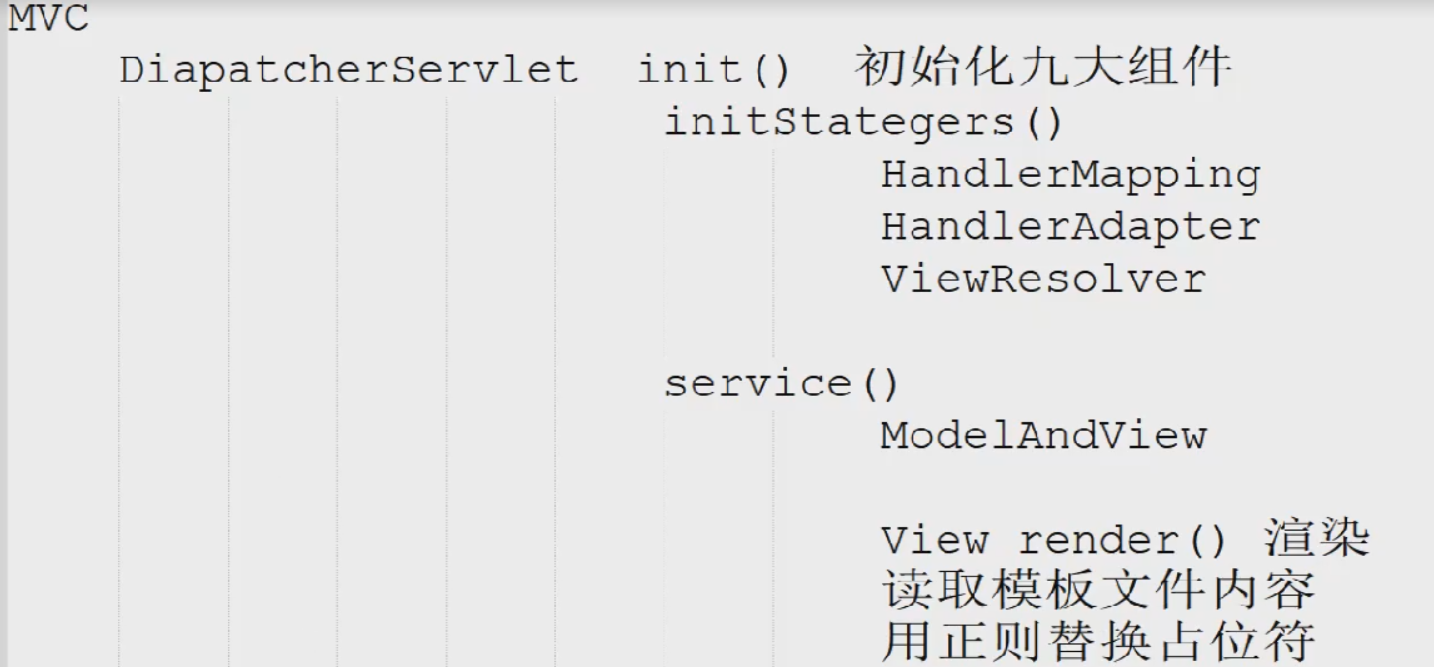 MVC
DiapatcherServlet init() 初始化九大组件
initStategers()
HandlerMapping
HandlerAdapter
ViewResolver
service()
ModelAndView
View render() 渲染
读取模板文件内容
用正则替换占位符